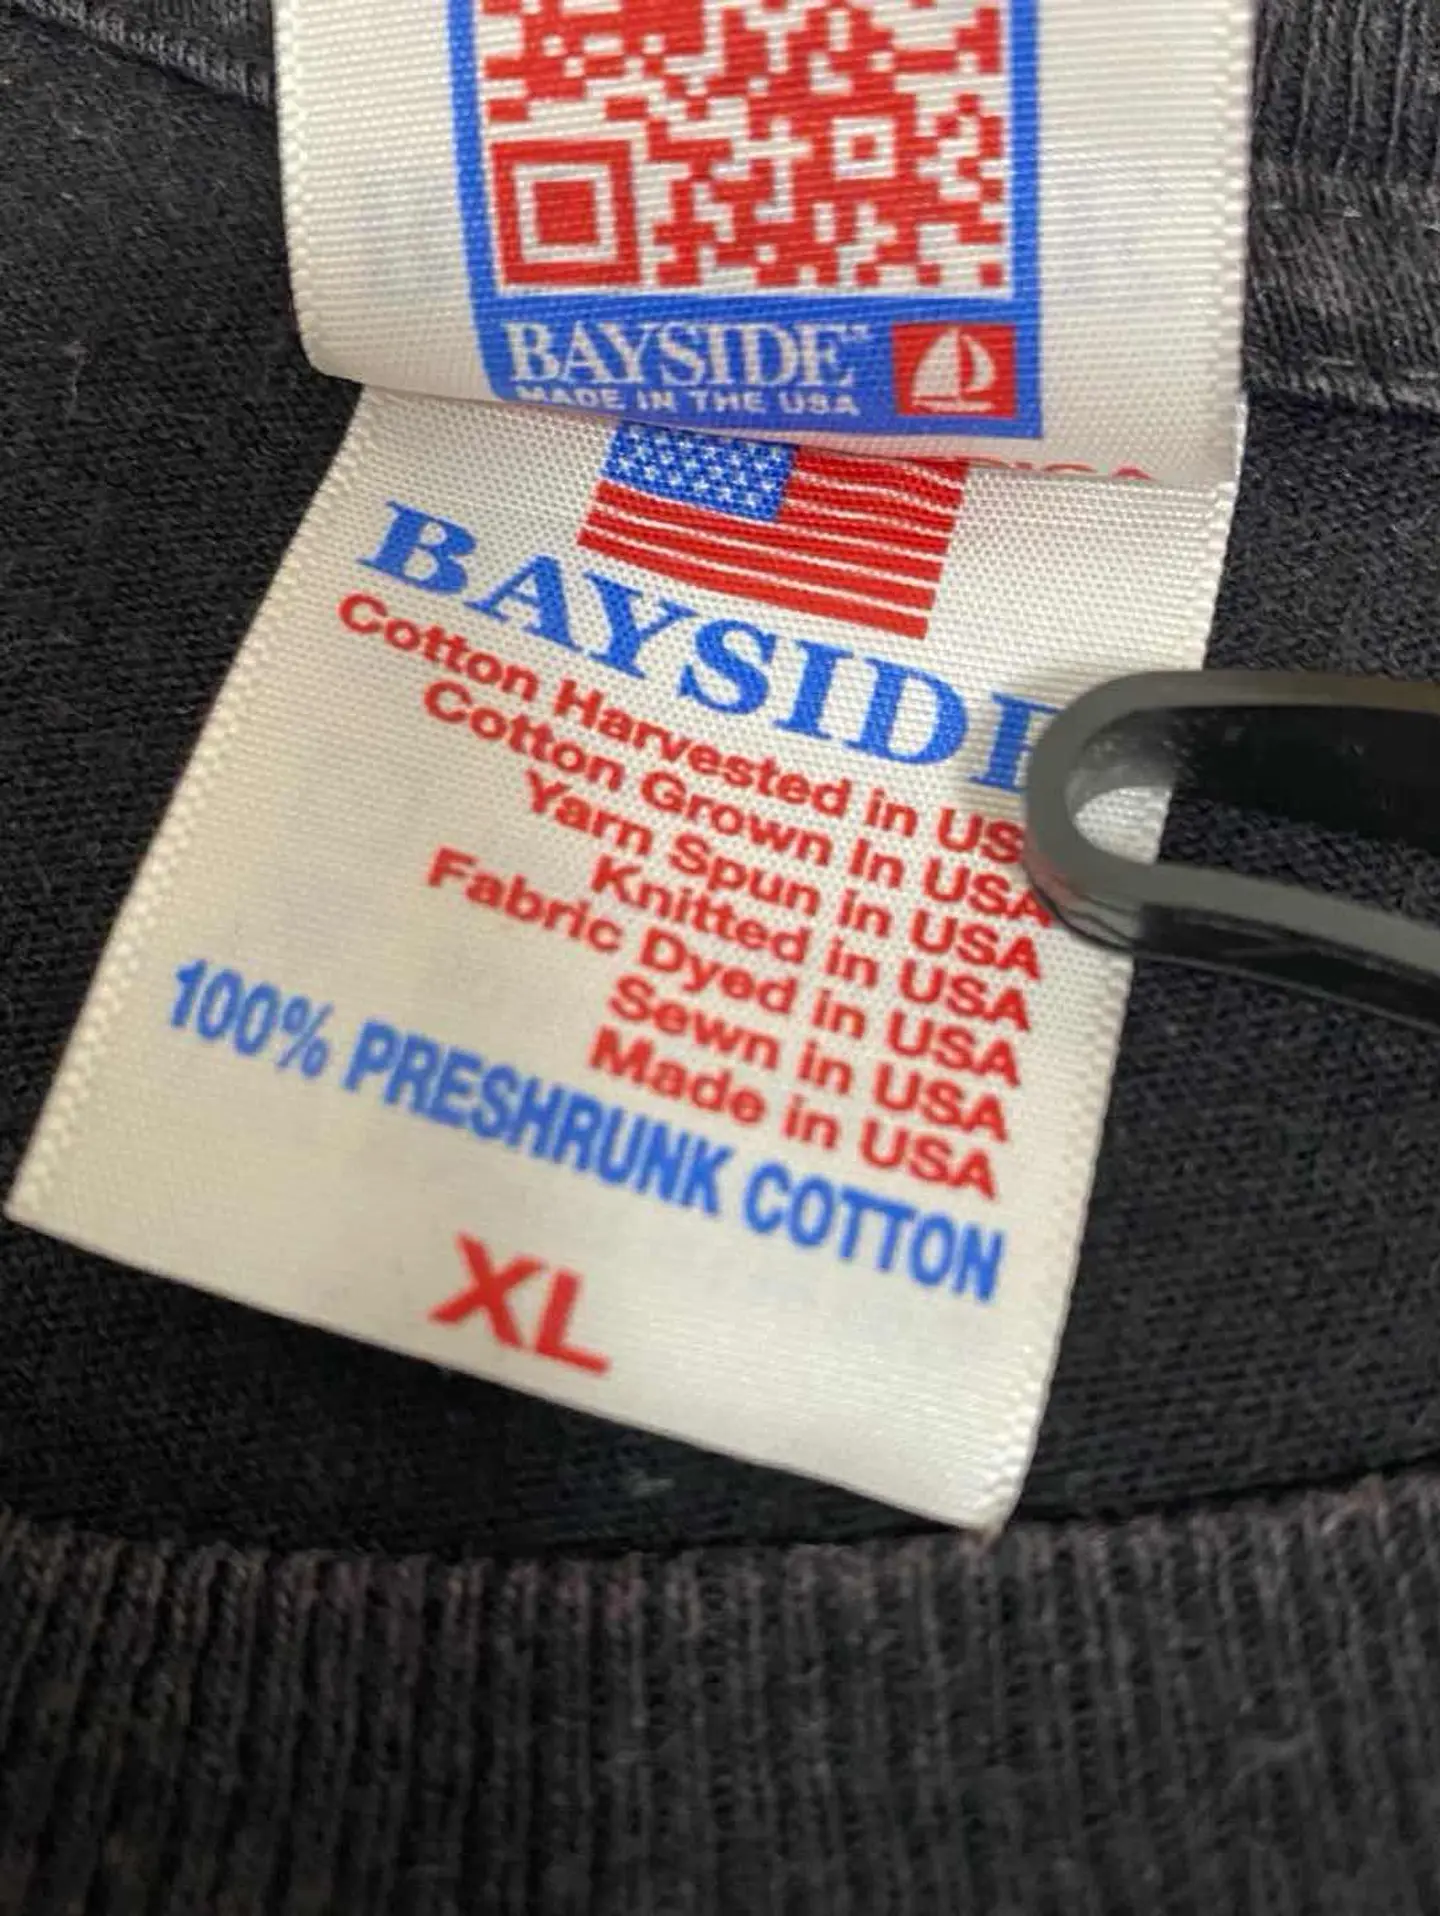 BAYSIDE™
MADE IN THE USA
BAYSIDE
Cotton Harvested in USA
Cotton Grown In USA
Yarn Spun in USA
Knitted in USA
Fabric Dyed in USA
Sewn in USA
Made in USA
100% PRESHRUNK COTTON
XL